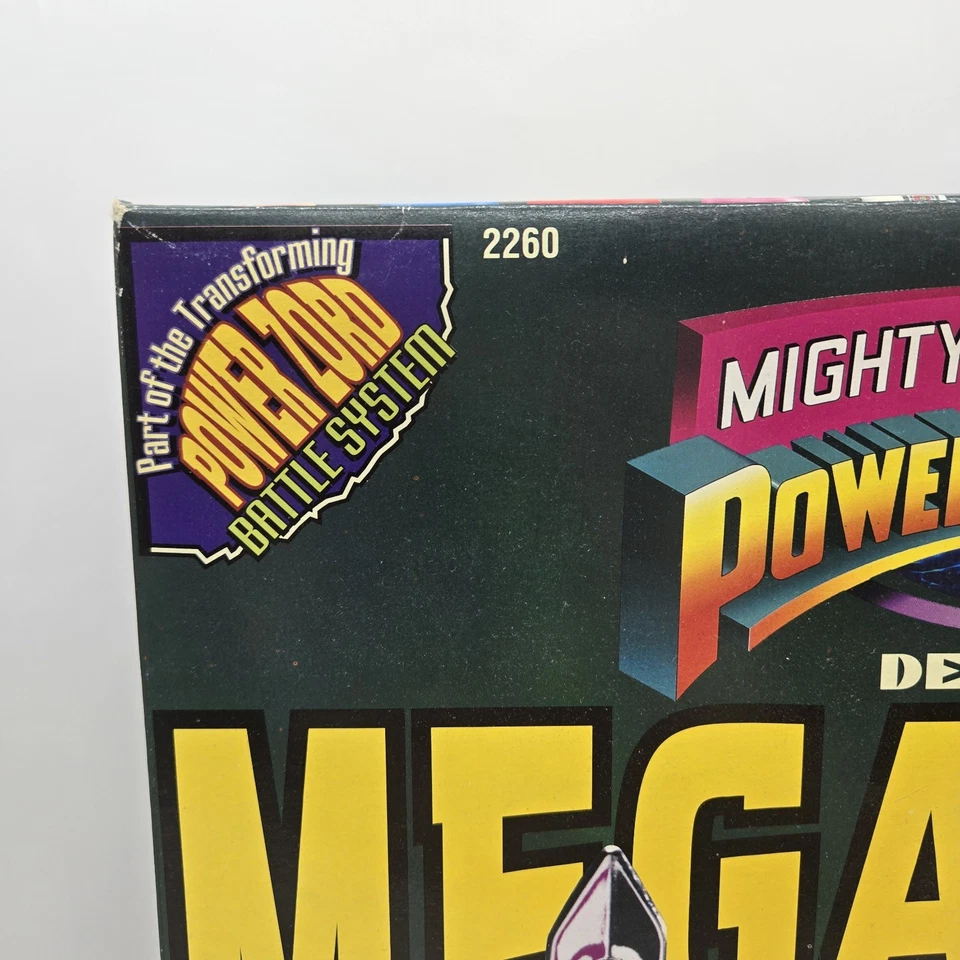 Part of the Transforming
POWER ZORD
BATTLE SYSTEM
2260
MIGHTY
POWE
DE
MEGA